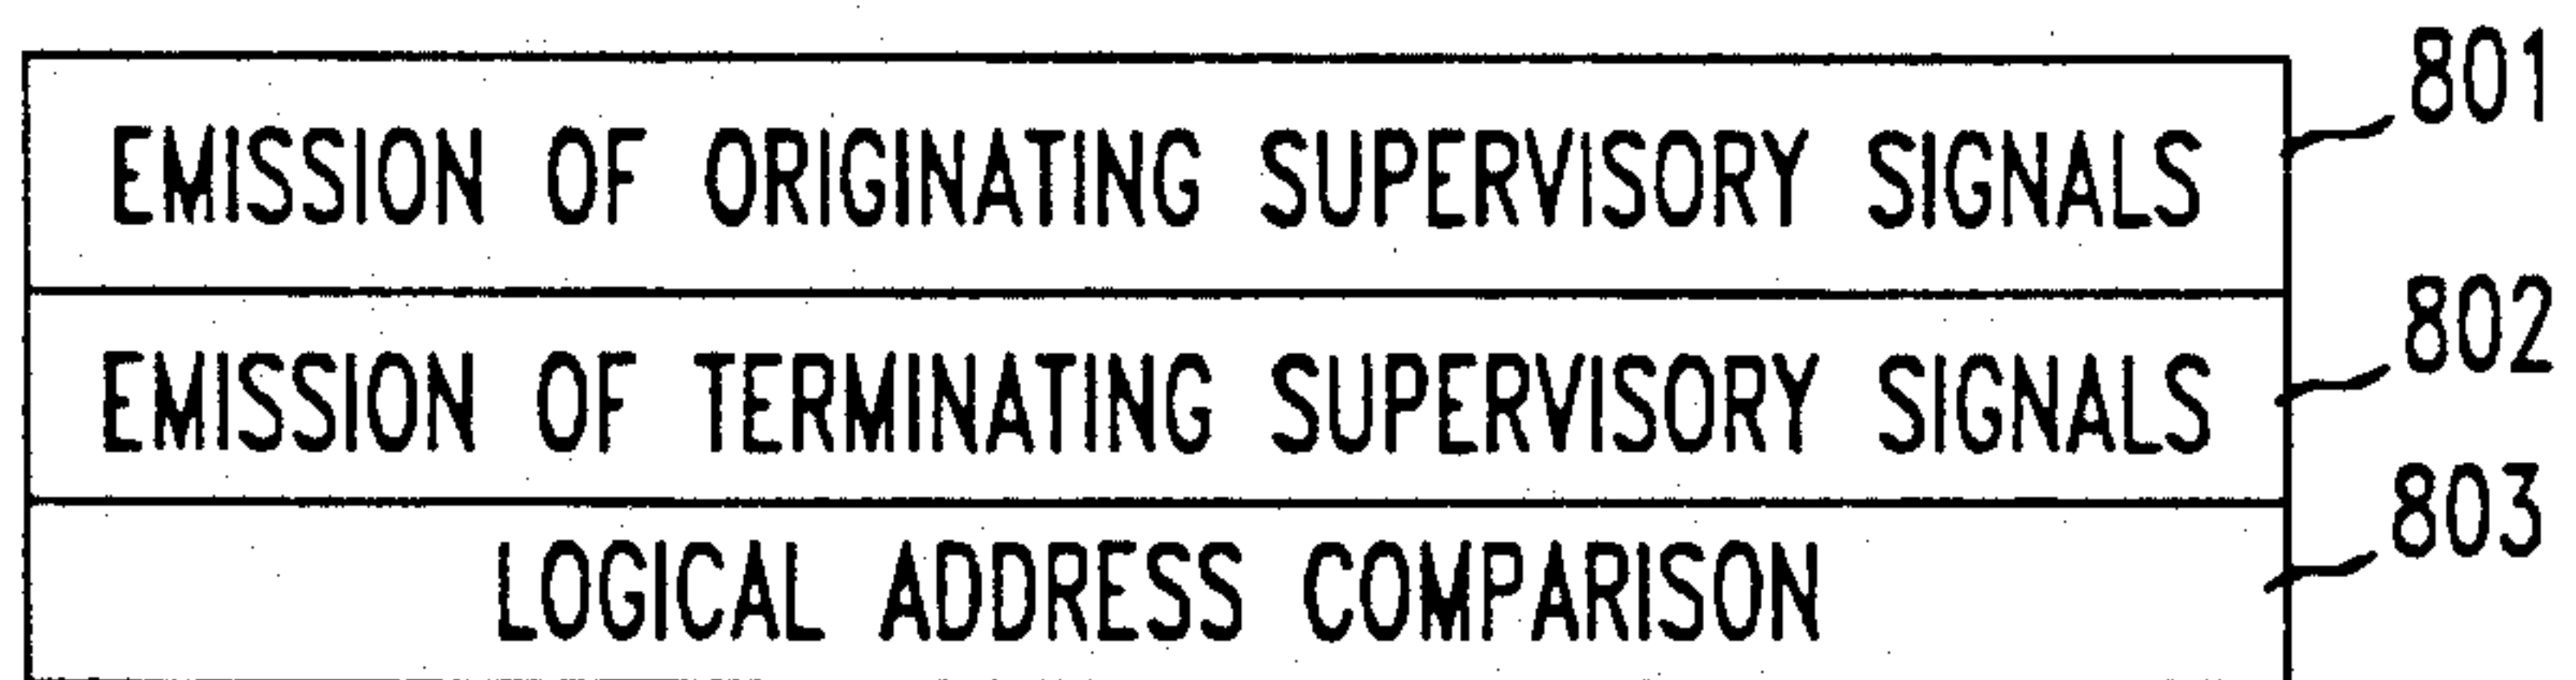 EMISSION OF ORIGINATING SUPERVISORY SIGNALS 801
EMISSION OF TERMINATING SUPERVISORY SIGNALS 802
LOGICAL ADDRESS COMPARISON 803